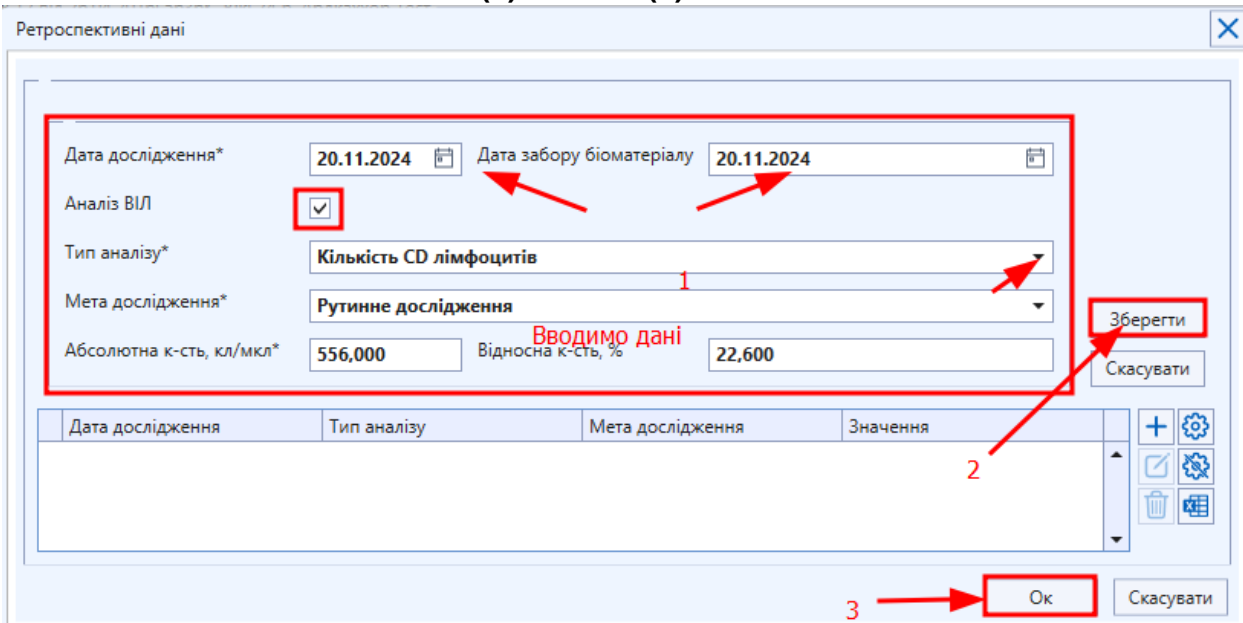 Ретроспективні дані
Дата дослідження* 20.11.2024 Дата забору біоматеріалу 20.11.2024
Аналіз ВІЛ
Тип аналізу* Кількість CD лімфоцитів
1
Мета дослідження* Рутинне дослідження
Зберегти
Вводимо дані
Абсолютна к-сть, кл/мкл* 556,000 Відносна к-сть, % 22,600
Скасувати
Дата дослідження Тип аналізу Мета дослідження Значення
2
3 Ок Скасувати